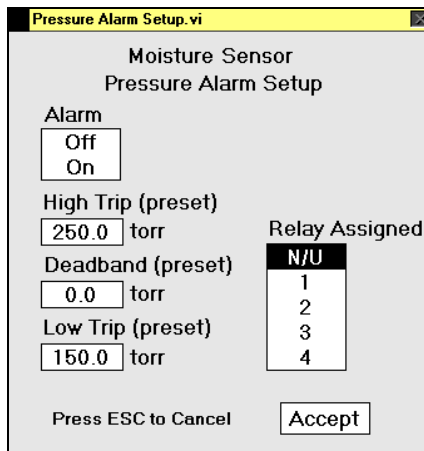 Pressure Alarm Setup.vi
Moisture Sensor
Pressure Alarm Setup
Alarm
Off
On
High Trip (preset)
250.0 torr
Deadband (preset)
0.0 torr
Low Trip (preset)
150.0 torr
Relay Assigned
N/U
1
2
3
4
Press ESC to Cancel
Accept